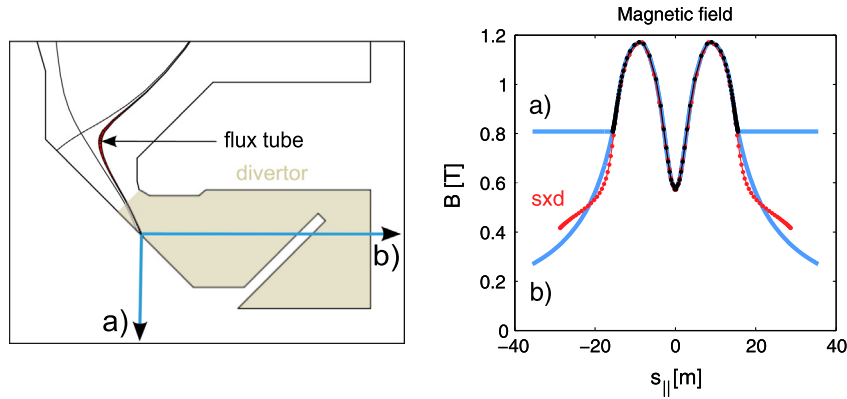 flux tube
divertor
b)
a)
Magnetic field
1.2
1
0.8
0.6
0.4
0.2
0
B [T]
a)
sxd
b)
−40
−20
0
20
40
s||[m]